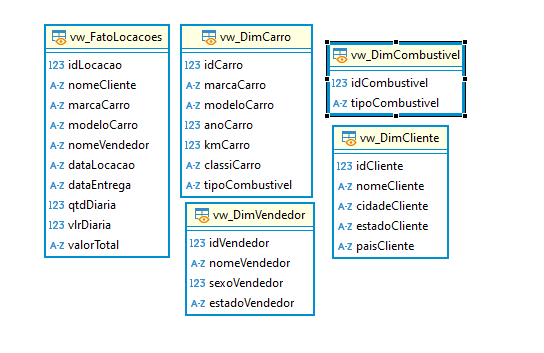 vw_FatoLocacoes
123 idLocacao
A-Z nomeCliente
A-Z marcaCarro
A-Z modeloCarro
A-Z nomeVendedor
A-Z dataLocacao
A-Z dataEntrega
123 qtdDiaria
123 vlrDiaria
A-Z valorTotal
vw_DimCarro
123 idCarro
A-Z marcaCarro
A-Z modeloCarro
123 anoCarro
123 kmCarro
A-Z classiCarro
A-Z tipoCombustivel
vw_DimCombustivel
123 idCombustivel
A-Z tipoCombustivel
vw_DimCliente
123 idCliente
A-Z nomeCliente
A-Z cidadeCliente
A-Z estadoCliente
A-Z paisCliente
vw_DimVendedor
123 idVendedor
A-Z nomeVendedor
123 sexoVendedor
A-Z estadoVendedor